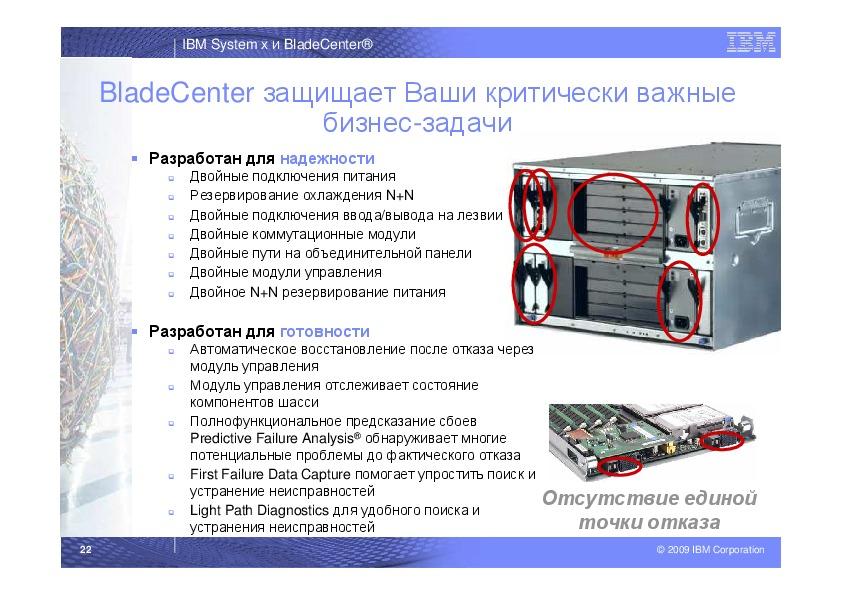 IBM System x и BladeCenter®
IBM
BladeCenter защищает Ваши критически важные
бизнес-задачи
Разработан для надежности
Двойные подключения питания
Резервирование охлаждения N+N
Двойные подключения ввода/вывода на лезвии
Двойные коммутационные модули
Двойные пути на объединительной панели
Двойные модули управления
Двойное N+N резервирование питания
Разработан для готовности
Автоматическое восстановление после отказа через
модуль управления
Модуль управления отслеживает состояние
компонентов шасси
Полнофункциональное предсказание сбоев
Predictive Failure Analysis® обнаруживает многие
потенциальные проблемы до фактического отказа
First Failure Data Capture помогает упростить поиск и
устранение неисправностей
Light Path Diagnostics для удобного поиска и
устранения неисправностей
Отсутствие единой
точки отказа
22
© 2009 IBM Corporation